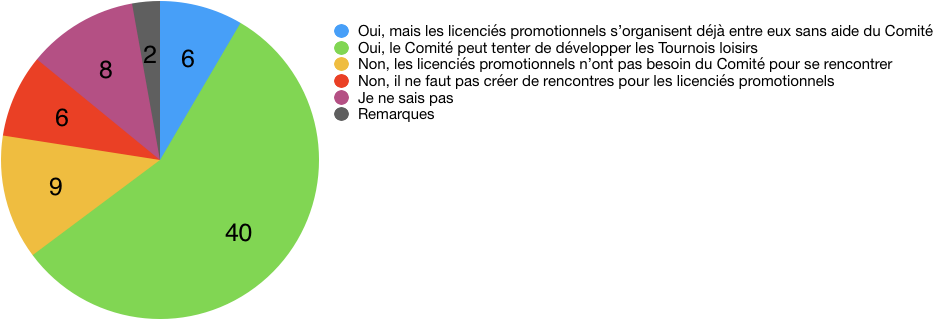 Oui, mais les licenciés promotionnels s’organisent déjà entre eux sans aide du Comité
Oui, le Comité peut tenter de développer les Tournois loisirs
Non, les licenciés promotionnels n’ont pas besoin du Comité pour se rencontrer
Non, il ne faut pas créer de rencontres pour les licenciés promotionnels
Je ne sais pas
Remarques
2
6
8
6
9
40